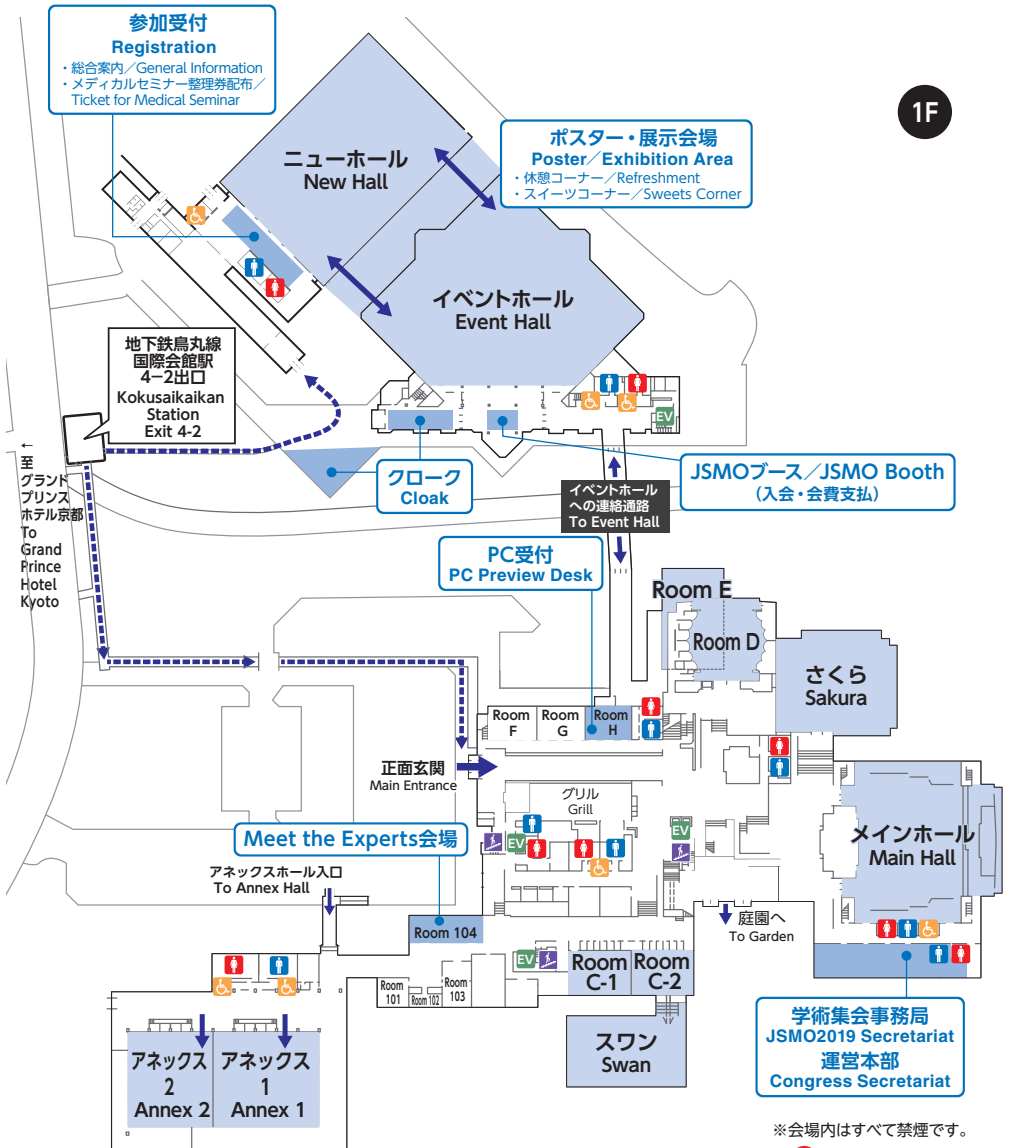 参加受付
Registration
・総合案内／General Information
・メディカルセミナー整理券配布／
Ticket for Medical Seminar
1F
ニューホール
New Hall
ポスター・展示会場
Poster／Exhibition Area
・休憩コーナー／Refreshment
・スイーツコーナー／Sweets Corner
イベントホール
Event Hall
地下鉄烏丸線
国際会館駅
4−2出口
Kokusaikaikan
Station
Exit 4-2
EV
←
至
グランド
プリンス
ホテル京都
To
Grand
Prince
Hotel
Kyoto
クローク
Cloak
JSMOブース／JSMO Booth
（入会・会費支払）
イベントホール
への連絡通路
To Event Hall
PC受付
PC Preview Desk
Room E
Room D
さくら
Sakura
Room
F
Room
G
Room
H
正面玄関
Main Entrance
グリル
Grill
EV
EV
メインホール
Main Hall
Meet the Experts会場
アネックスホール入口
To Annex Hall
庭園へ
To Garden
Room 104
EV
Room
C-1
Room
C-2
Room
101
Room 102
Room
103
スワン
Swan
アネックス
2
Annex 2
アネックス
1
Annex 1
学術集会事務局
JSMO2019 Secretariat
運営本部
Congress Secretariat
※会場内はすべて禁煙です。